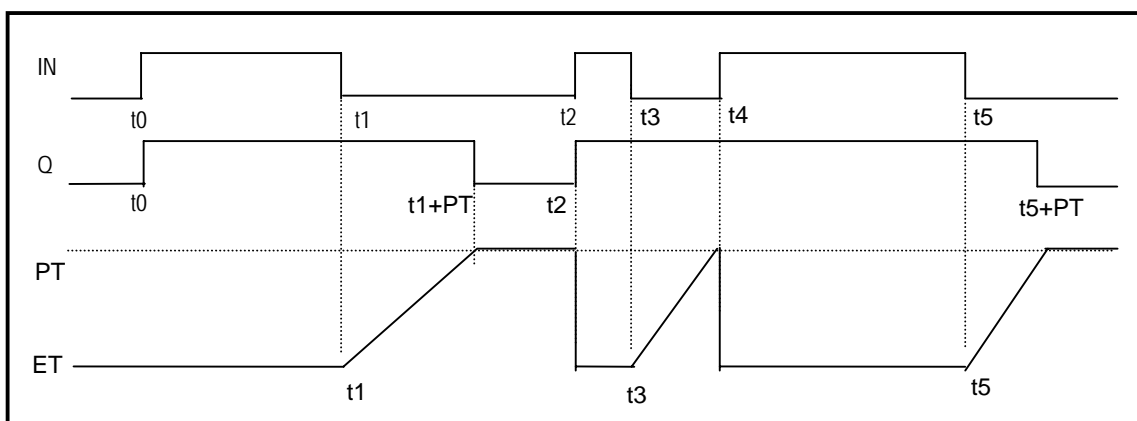 IN
t0 t1 t2 t3 t4 t5
Q
t0 t1+PT t2 t5+PT
PT
ET
t1 t3 t5